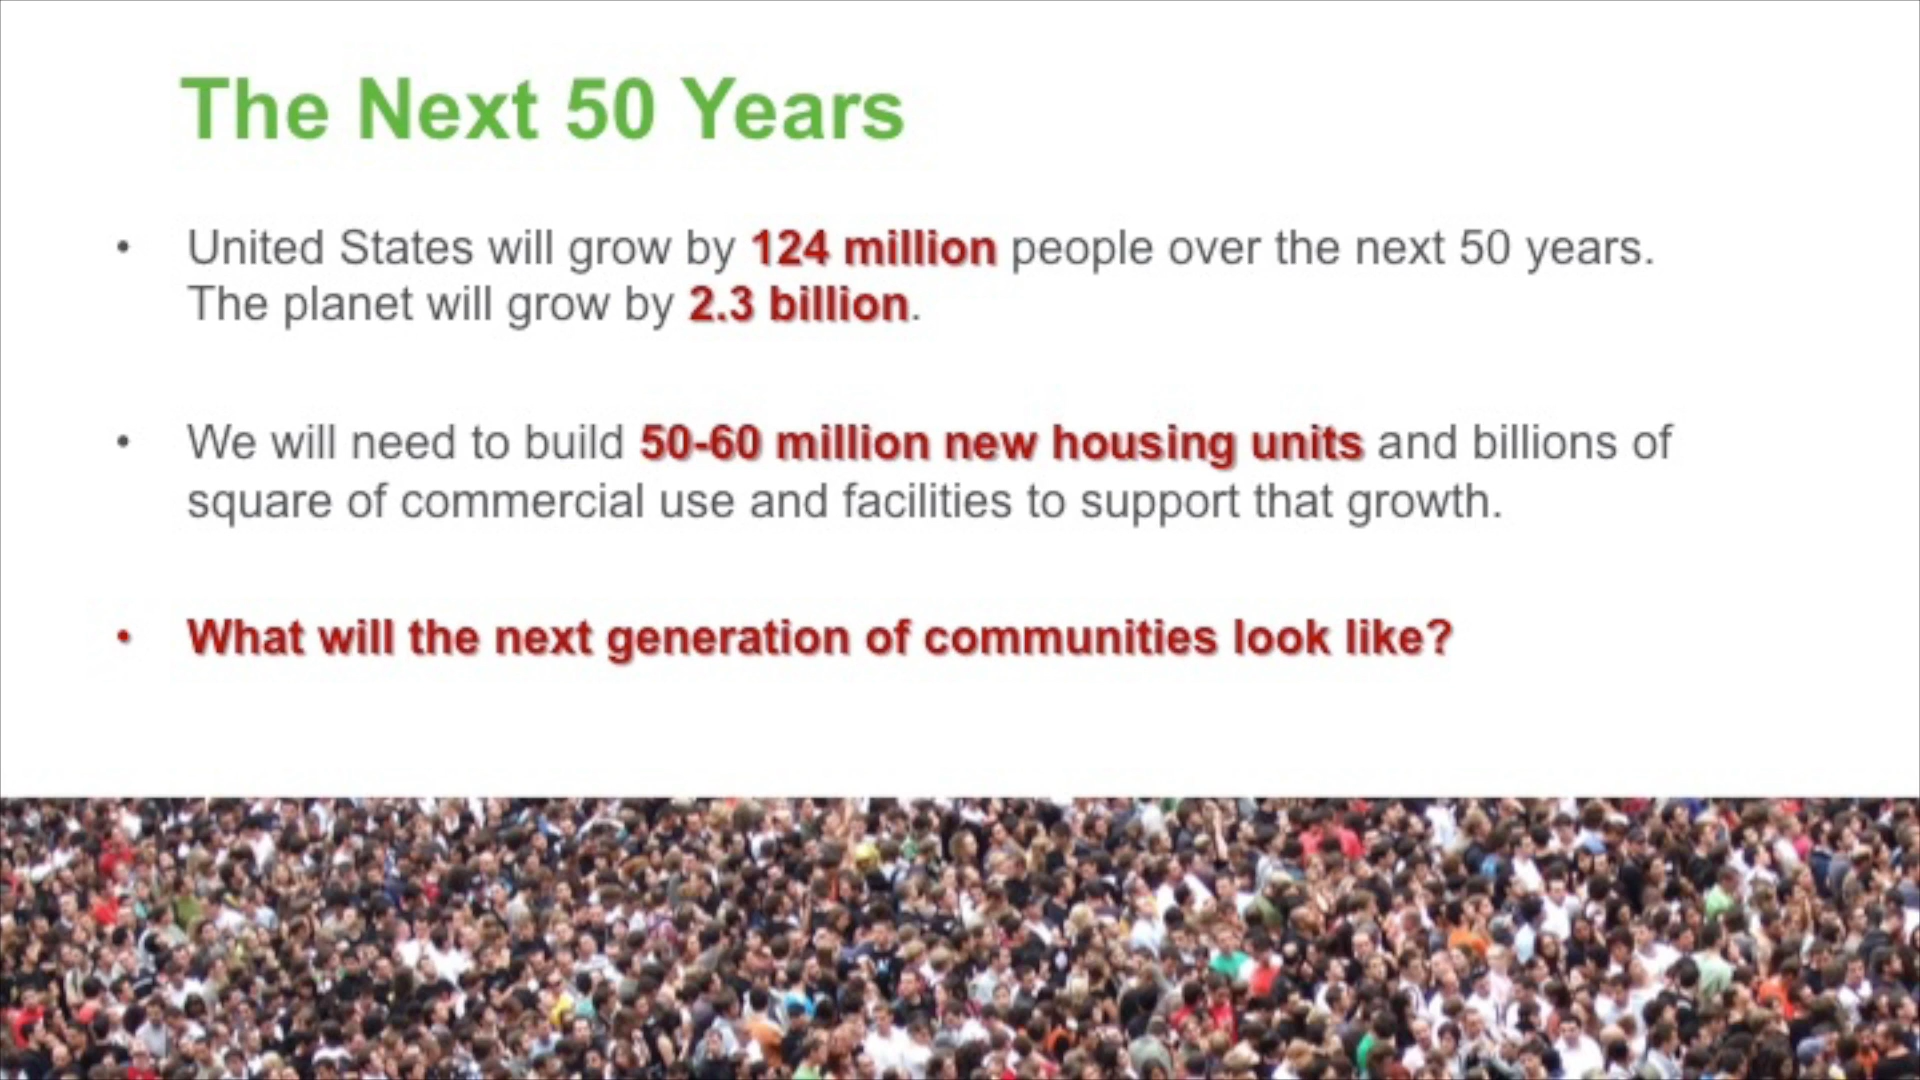 The Next 50 Years
• United States will grow by 124 million people over the next 50 years.
The planet will grow by 2.3 billion.
• We will need to build 50-60 million new housing units and billions of
square of commercial use and facilities to support that growth.
• What will the next generation of communities look like?